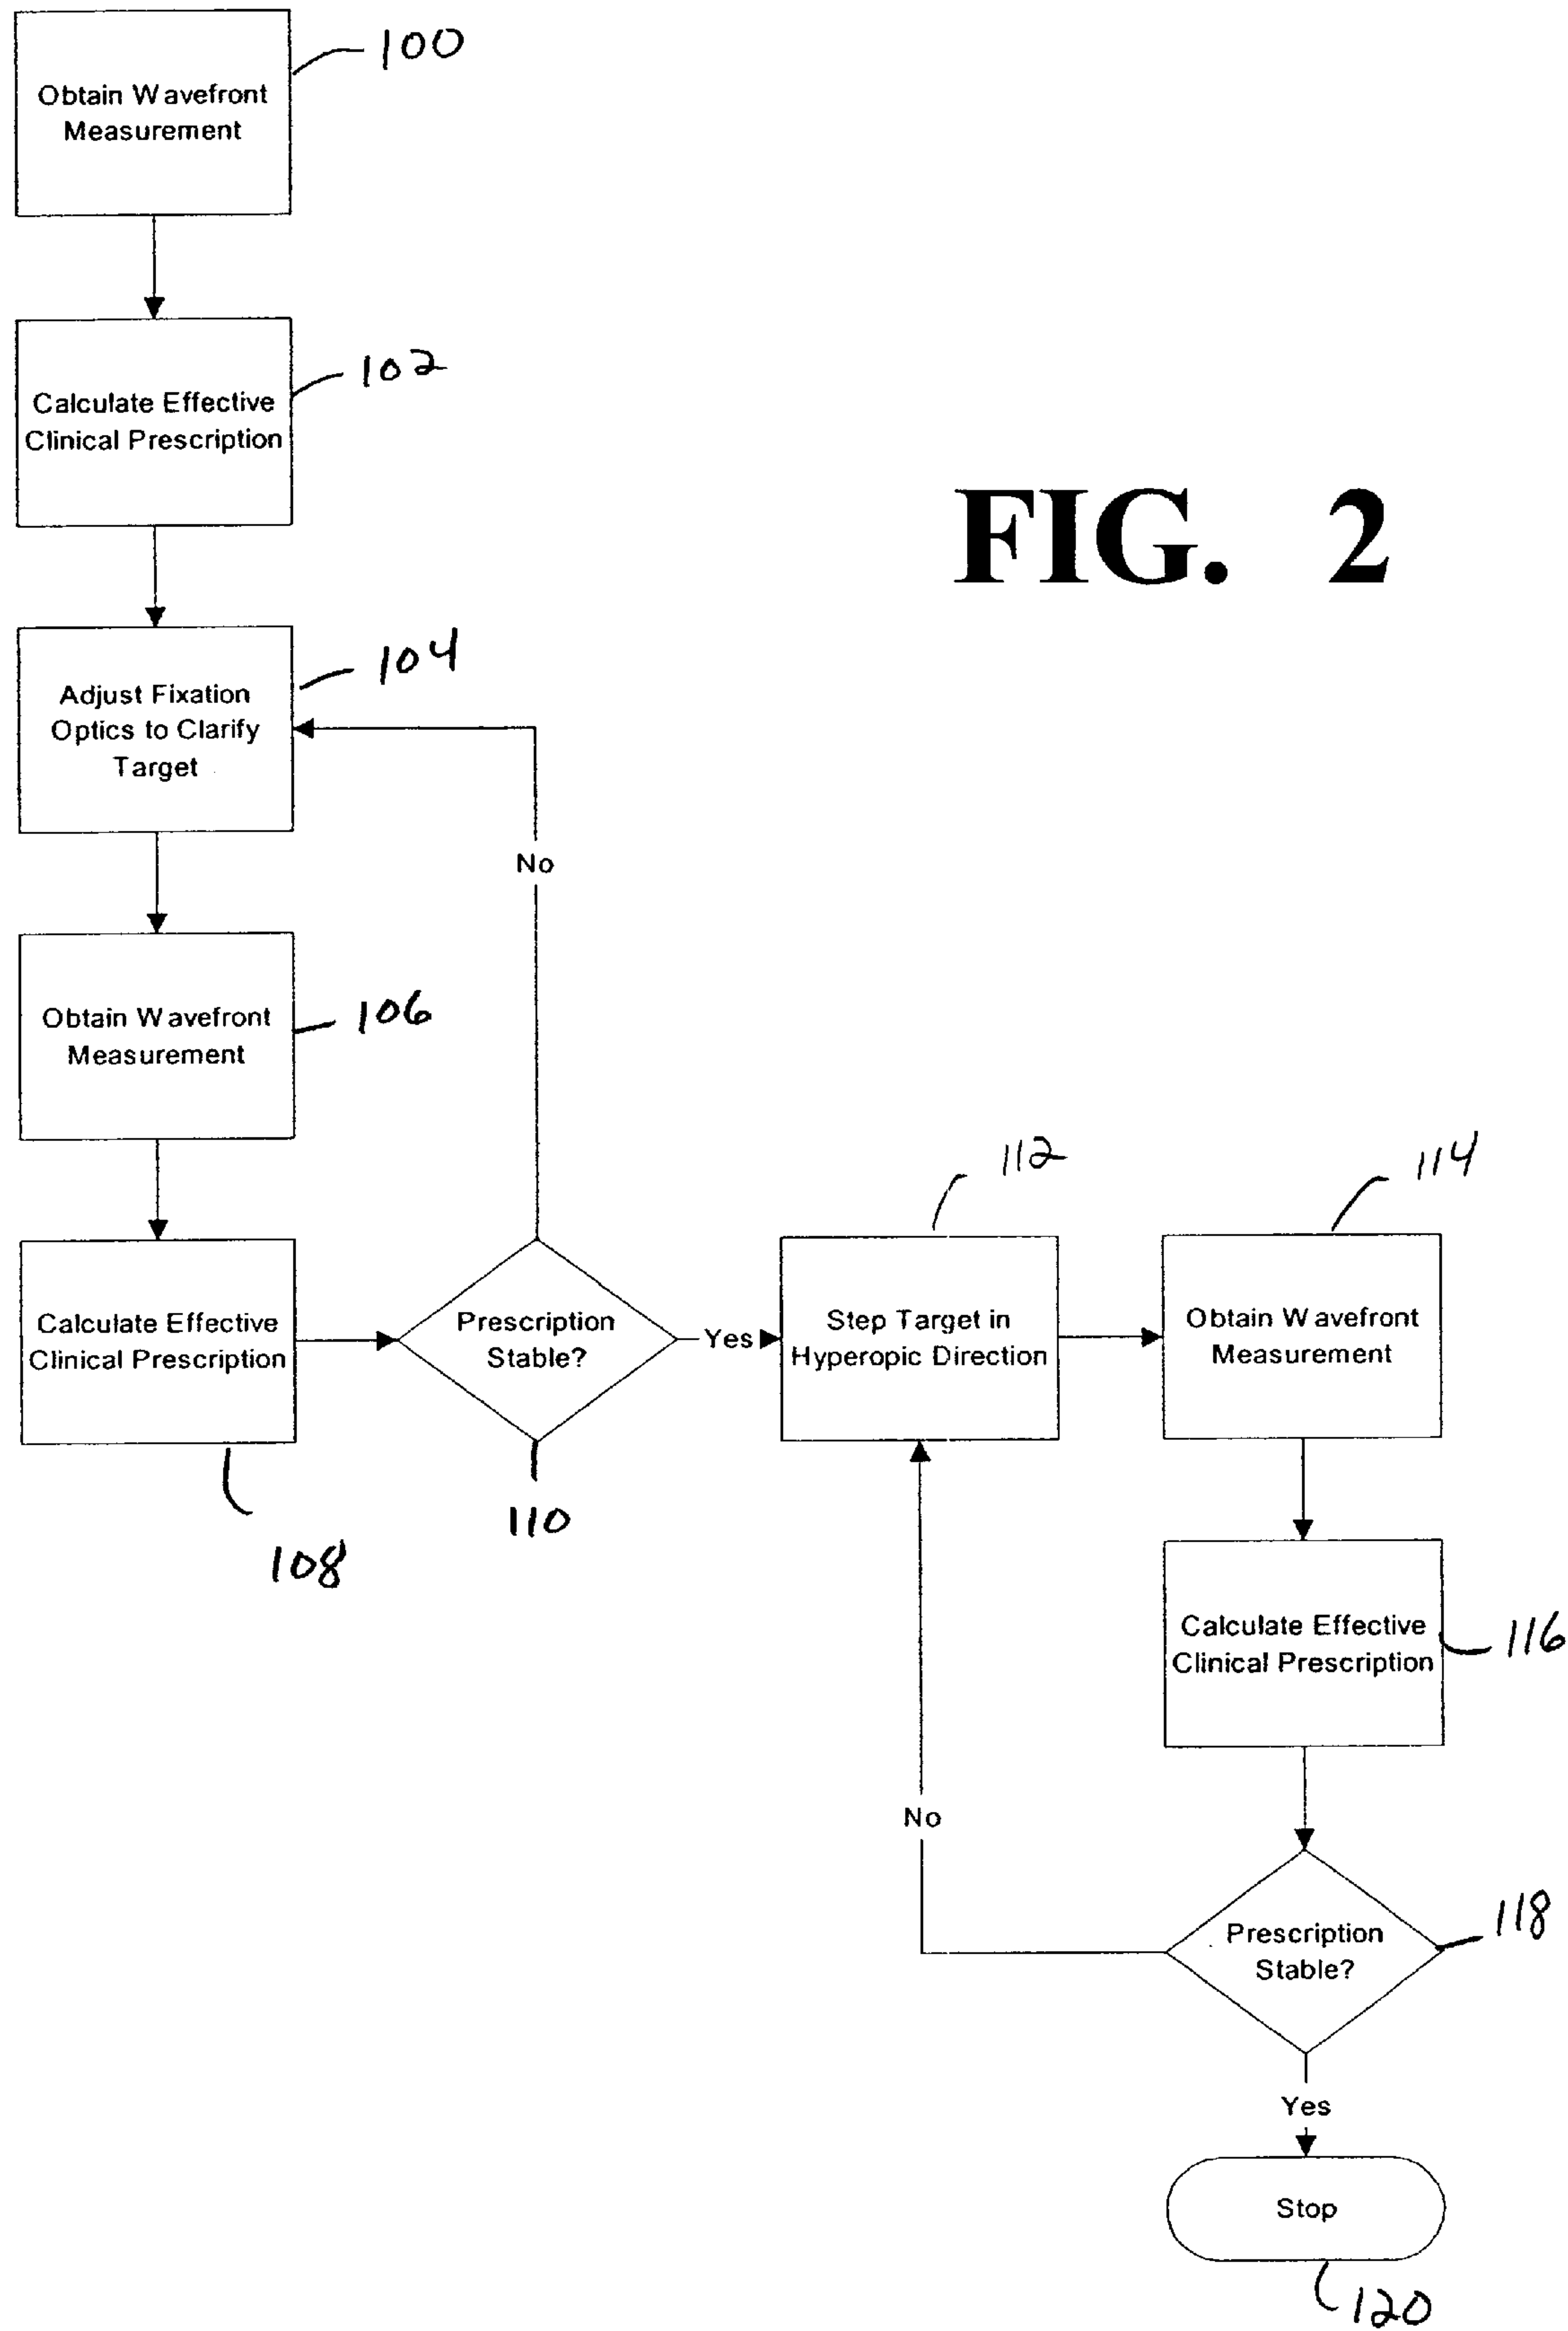 100
Obtain Wavefront
Measurement
102
Calculate Effective
Clinical Prescription
FIG. 2
104
Adjust Fixation
Optics to Clarify
Target
No
106
Obtain Wavefront
Measurement
108
Calculate Effective
Clinical Prescription
Prescription
Stable?
110
Yes
112
Step Target in
Hyperopic Direction
114
Obtain Wavefront
Measurement
Calculate Effective
Clinical Prescription
116
No
Prescription
Stable?
118
Yes
Stop
120